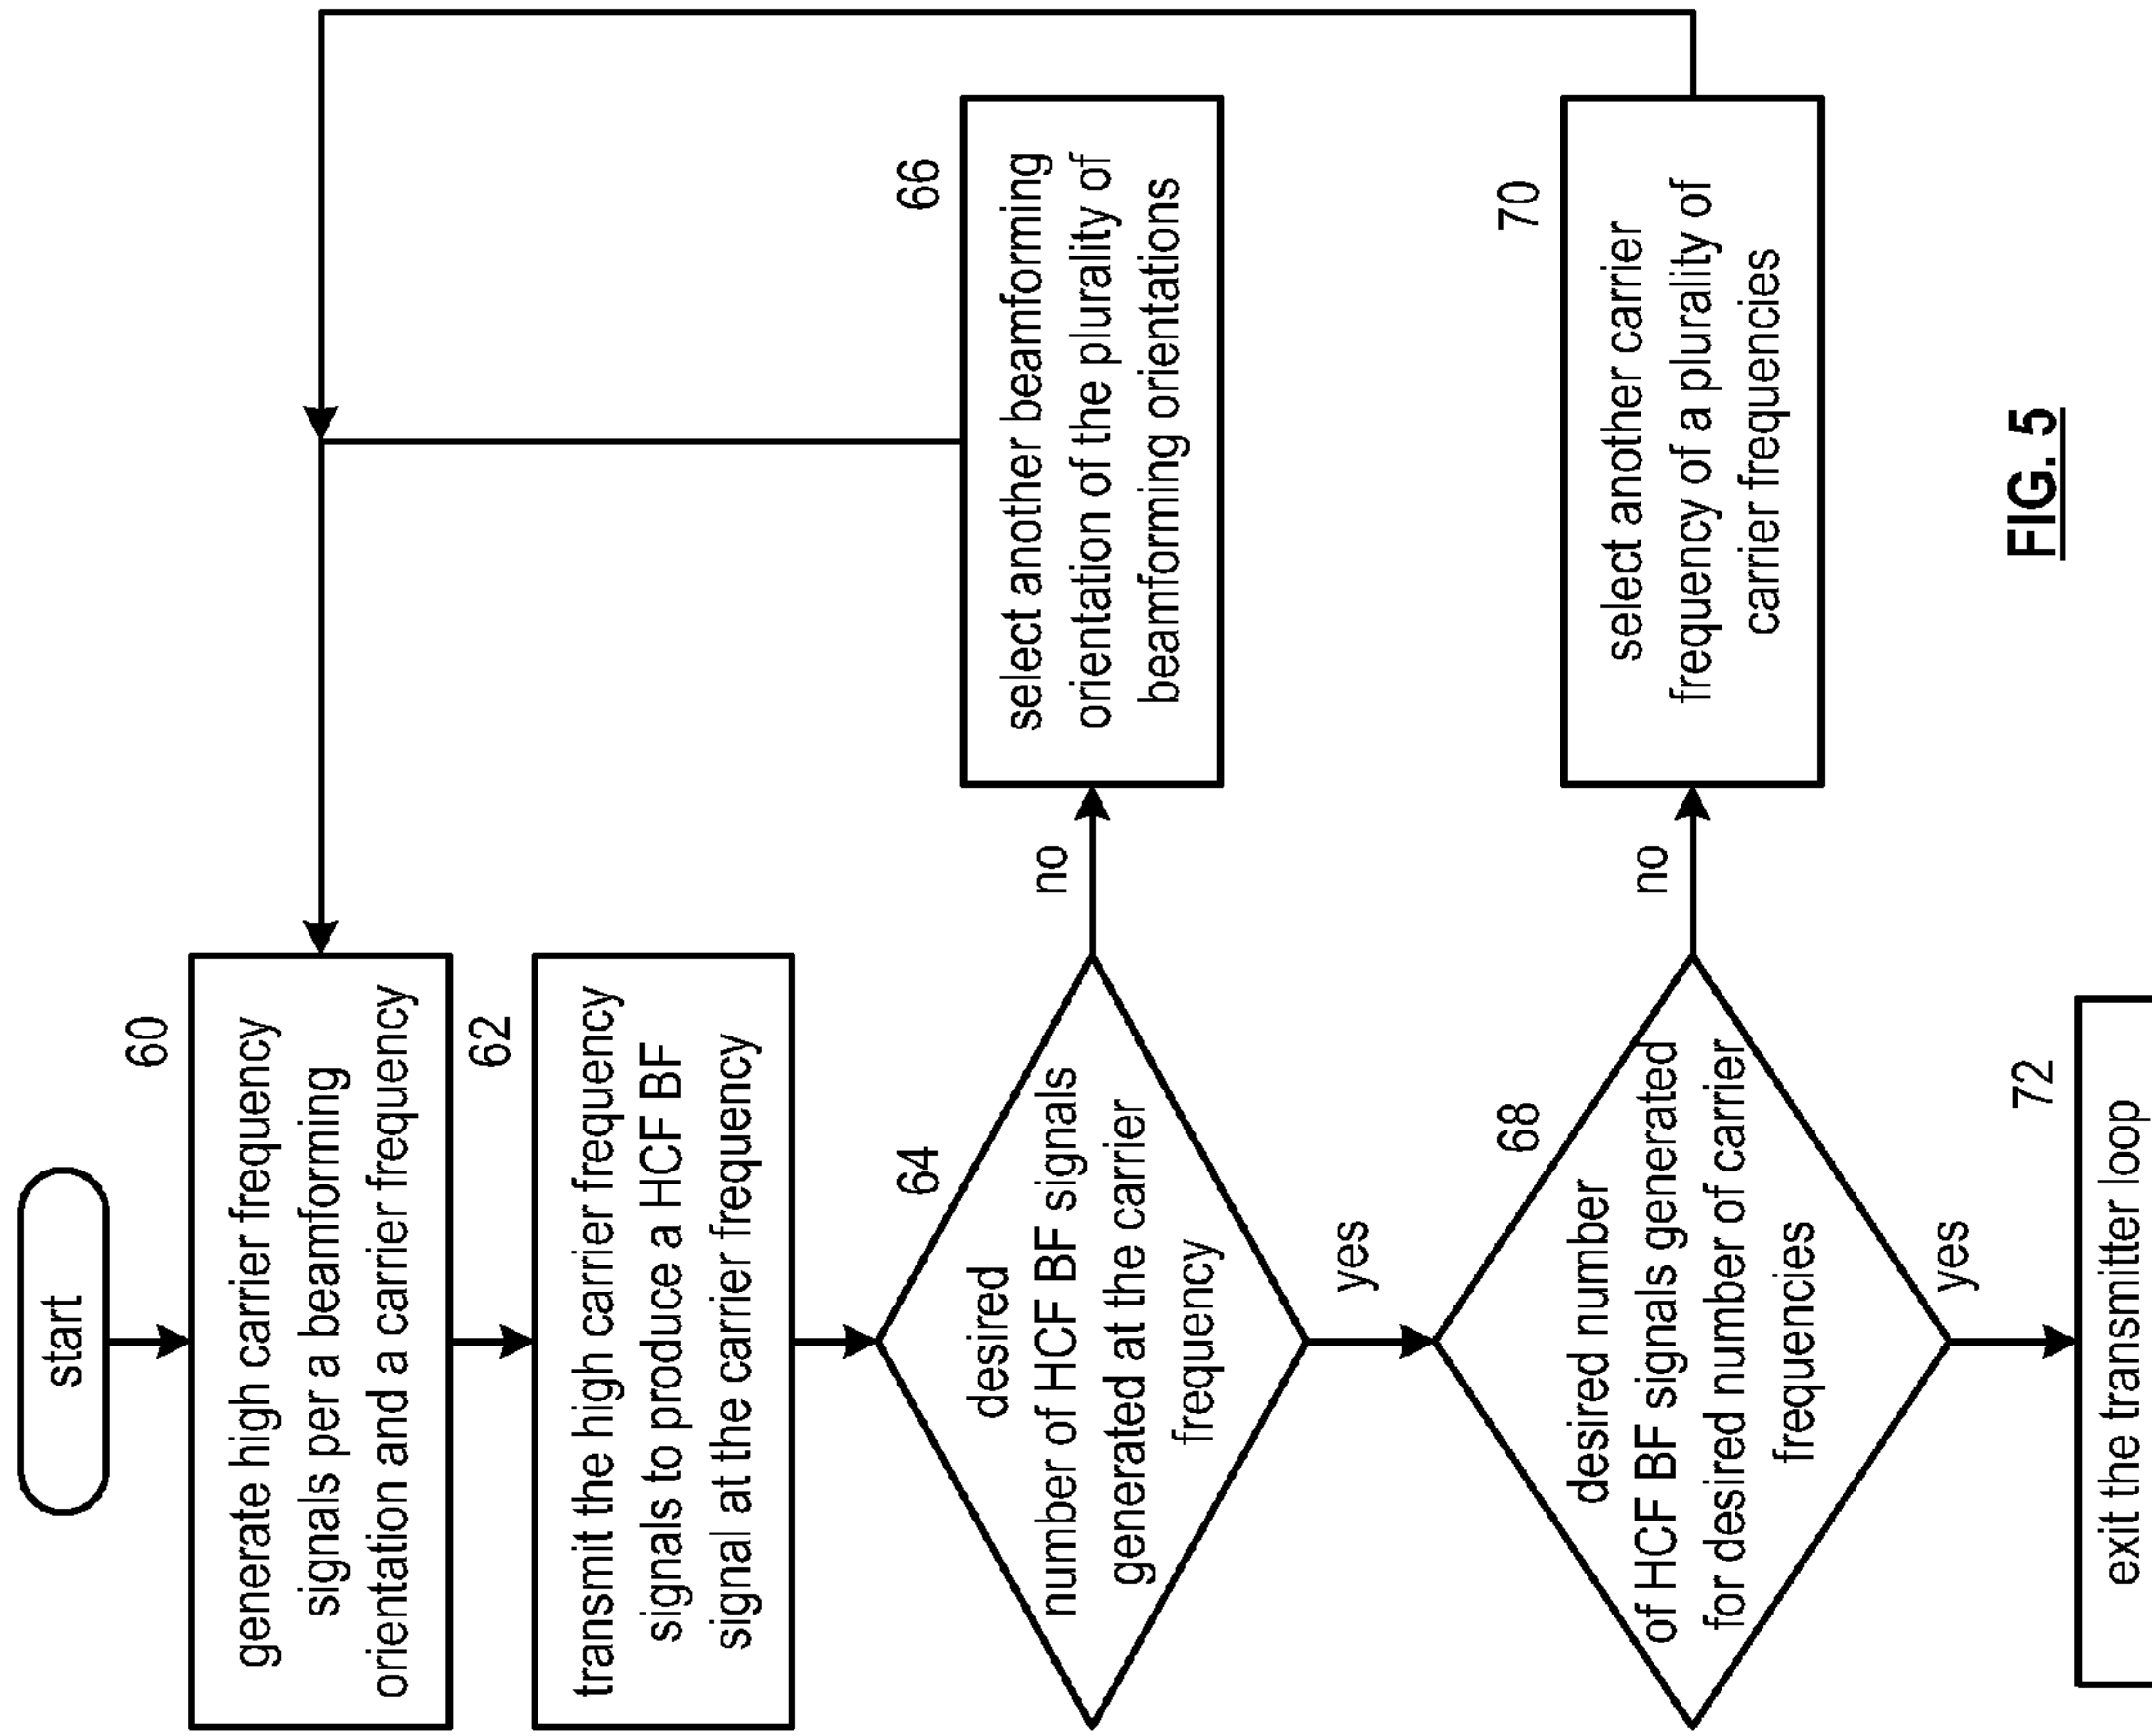 start
60
generate high carrier frequency
signals per a beamforming
orientation and a carrier frequency
62
transmit the high carrier frequency
signals to produce a HCF BF
signal at the carrier frequency
64
desired
number of HCF BF signals
generated at the carrier
frequency
no
66
select another beamforming
orientation of the plurality of
beamforming orientations
yes
68
desired number
of HCF BF signals generated
for desired number of carrier
frequencies
no
70
select another carrier
frequency of a plurality of
carrier frequencies
yes
72
exit the transmitter loop
FIG. 5